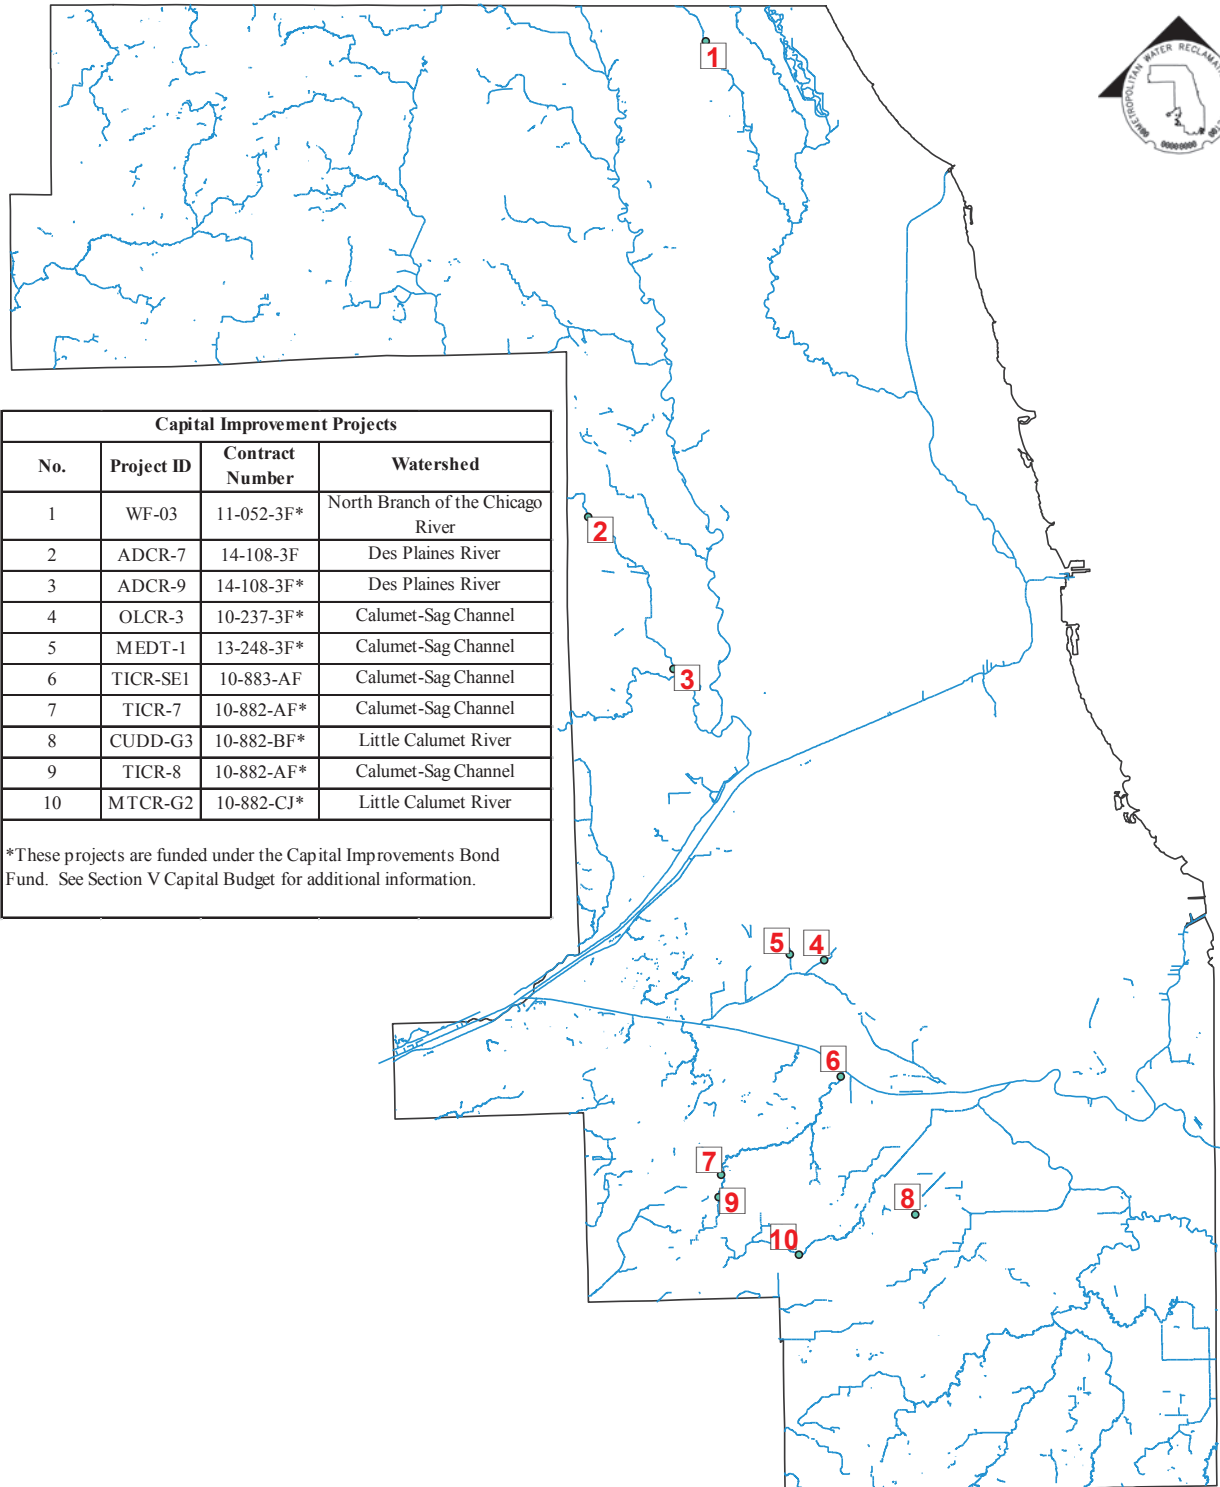 1
METROPOLITAN WATER
Capital Improvement Projects
No. Project ID Contract Number Watershed
1 WF-03 11-052-3F* North Branch of the Chicago River
2 ADCR-7 14-108-3F Des Plaines River
3 ADCR-9 14-108-3F* Des Plaines River
4 OLCR-3 10-237-3F* Calumet-Sag Channel
5 MEDT-1 13-248-3F* Calumet-Sag Channel
6 TICR-SE1 10-883-AF Calumet-Sag Channel
7 TICR-7 10-882-AF* Calumet-Sag Channel
8 CUDD-G3 10-882-BF* Little Calumet River
9 TICR-8 10-882-AF* Calumet-Sag Channel
10 MTCR-G2 10-882-CJ* Little Calumet River
*These projects are funded under the Capital Improvements Bond
Fund. See Section V Capital Budget for additional information.
2
3
5
4
6
7
9
8
10